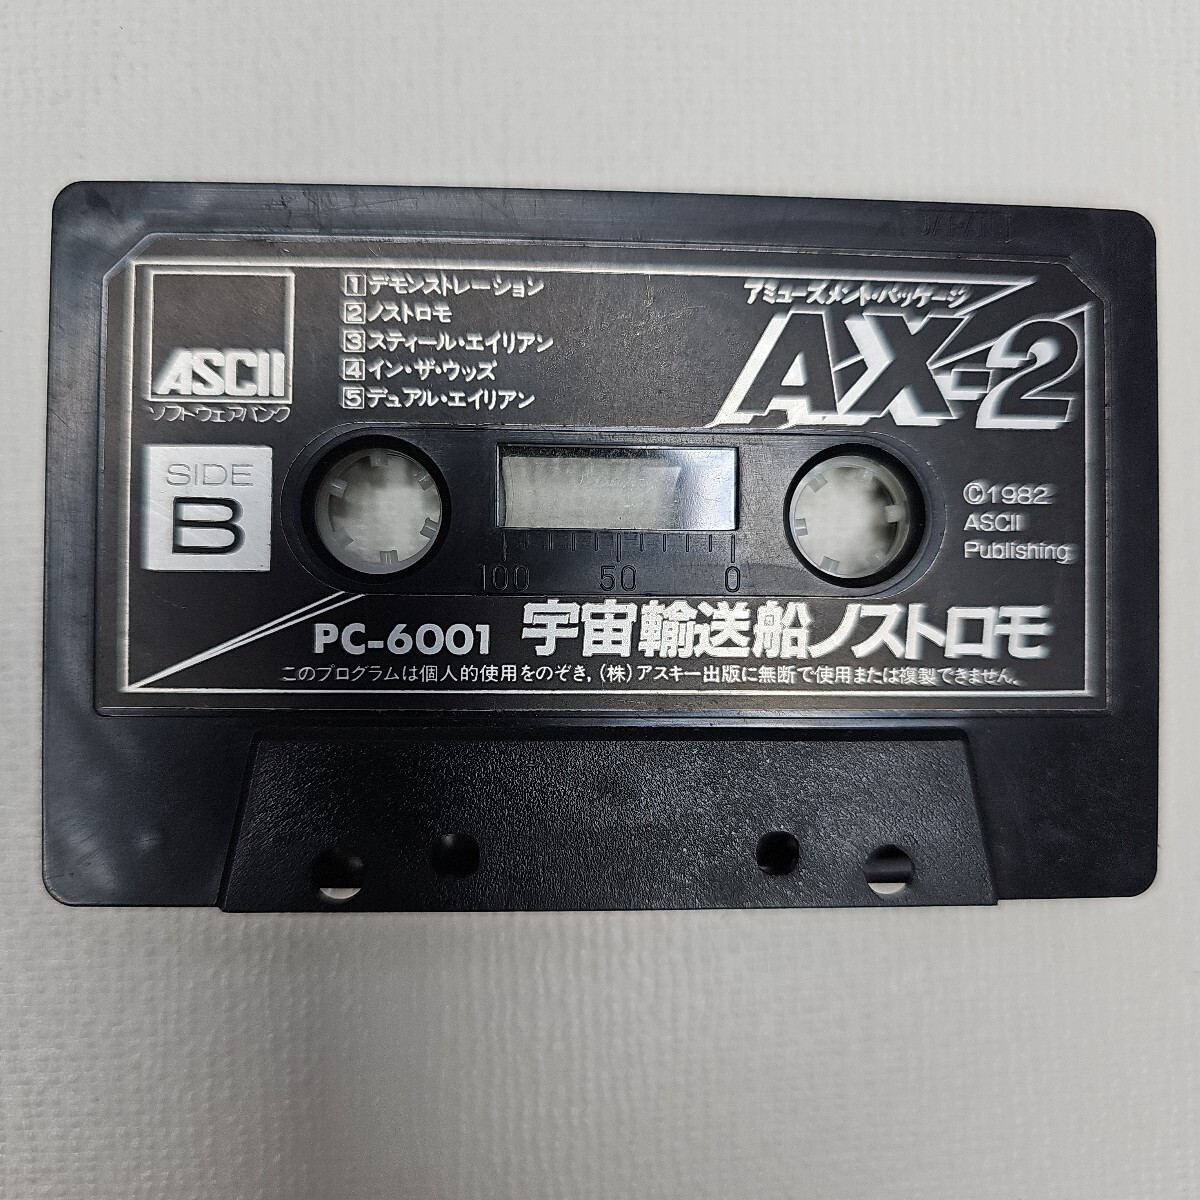 JAPAN
ASCII
ソフトウェアバンク
1 デモンストレーション
2 ノストロモ
3 スティール・エイリアン
4 イン・ザ・ウッズ
5 デュアル・エイリアン
アミューズメント・パッケージ
AX-2
SIDE
B
100 50 0
©1982
ASCII
Publishing
PC-6001 宇宙輸送船ノストロモ
このプログラムは個人的使用をのぞき,(株)アスキー出版に無断で使用または複製できません.